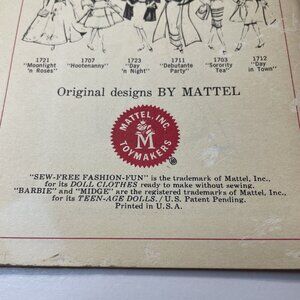 1721 1707 1723 1711 1703 1712
"Moonlight "Hootenanny" "Day "Debutante "Sorority "Day
n Roses" 'n Night" Party" Tea" in Town"
Original designs BY MATTEL
MATTEL, INC.
M
TOYMAKERS
®
"SEW-FREE FASHION-FUN" is the trademark of Mattel, Inc.,
for its DOLL CLOTHES ready to make without sewing.
"BARBIE" and "MIDGE" are the registered trademarks of Mattel, Inc.,
for its TEEN-AGE DOLLS. / U.S. Patent Pending.
Printed in U.S.A.